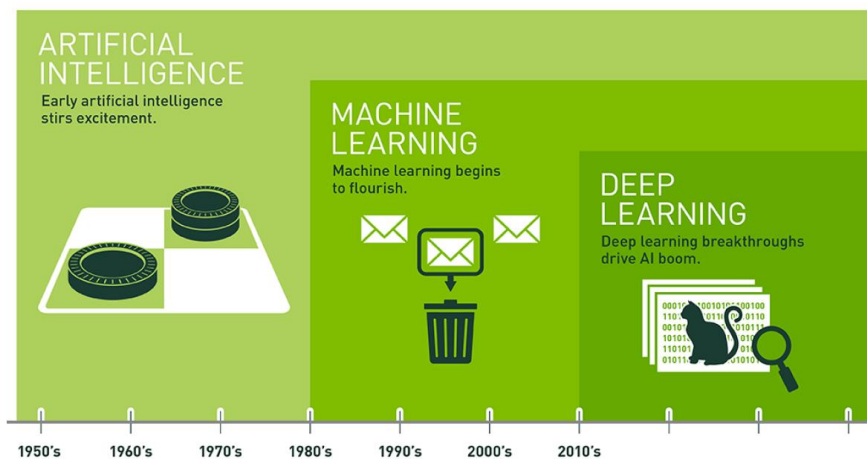 ARTIFICIAL
INTELLIGENCE
Early artificial intelligence
stirs excitement.
MACHINE
LEARNING
Machine learning begins
to flourish.
DEEP
LEARNING
Deep learning breakthroughs
drive AI boom.
1950's
1960's
1970's
1980's
1990's
2000's
2010's